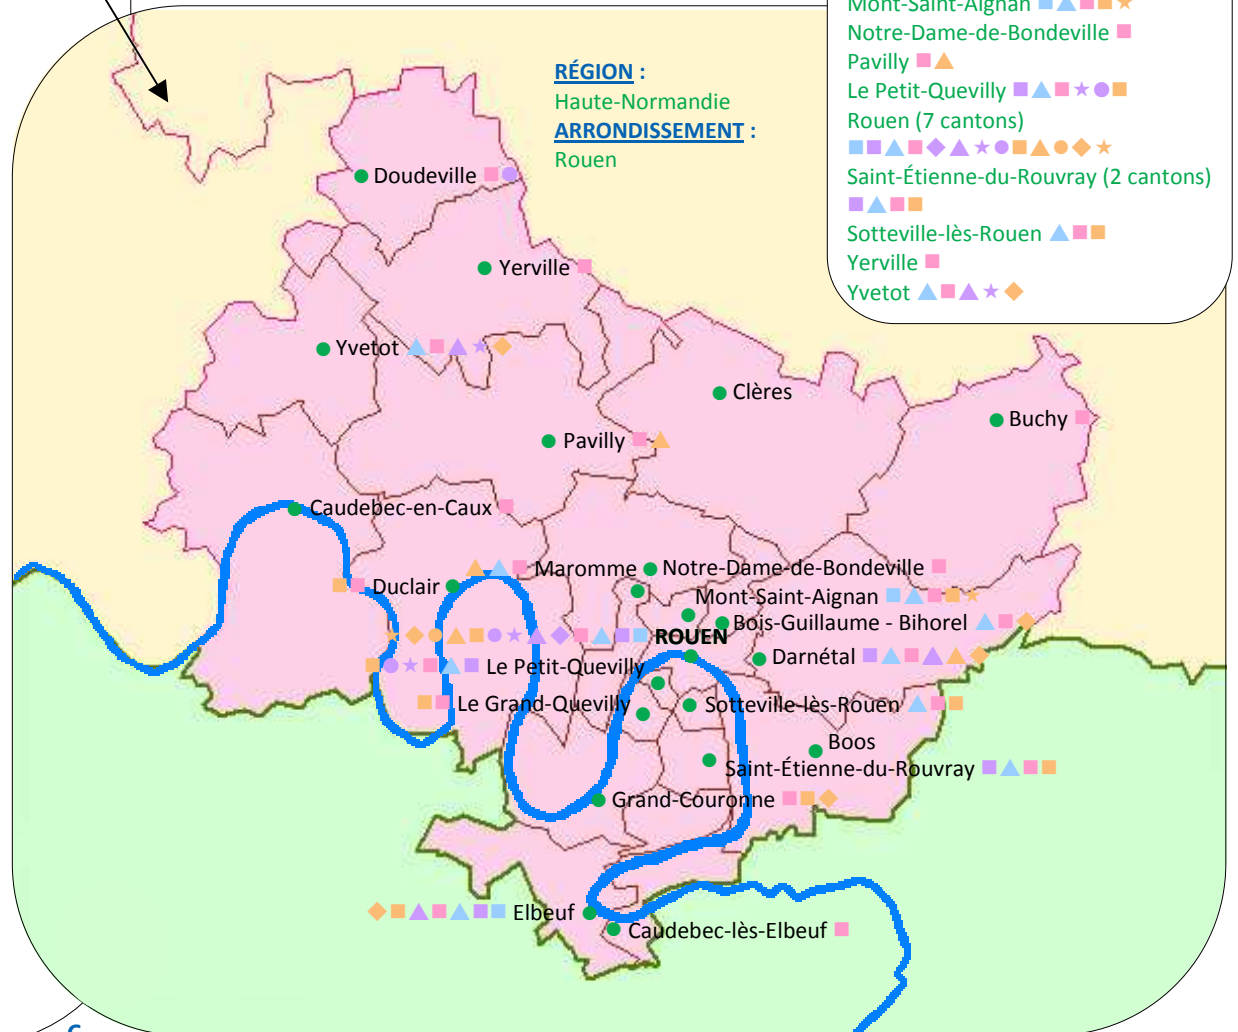 Mont-Saint-Aignan
Notre-Dame-de-Bondeville
Pavilly
Le Petit-Quevilly
Rouen (7 cantons)
Saint-Étienne-du-Rouvray (2 cantons)
Sotteville-lès-Rouen
Yerville
Yvetot
RÉGION :
Haute-Normandie
ARRONDISSEMENT :
Rouen
Doudeville
Yerville
Yvetot
Clères
Buchy
Pavilly
Caudebec-en-Caux
Maromme
Notre-Dame-de-Bondeville
Duclair
Mont-Saint-Aignan
Bois-Guillaume - Bihorel
ROUEN
Darnétal
Le Petit-Quevilly
Le Grand-Quevilly
Sotteville-lès-Rouen
Boos
Saint-Étienne-du-Rouvray
Grand-Couronne
Elbeuf
Caudebec-lès-Elbeuf